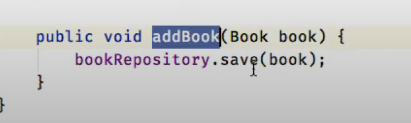 public void addBook(Book book) {
bookRepository.save(book);
}
}